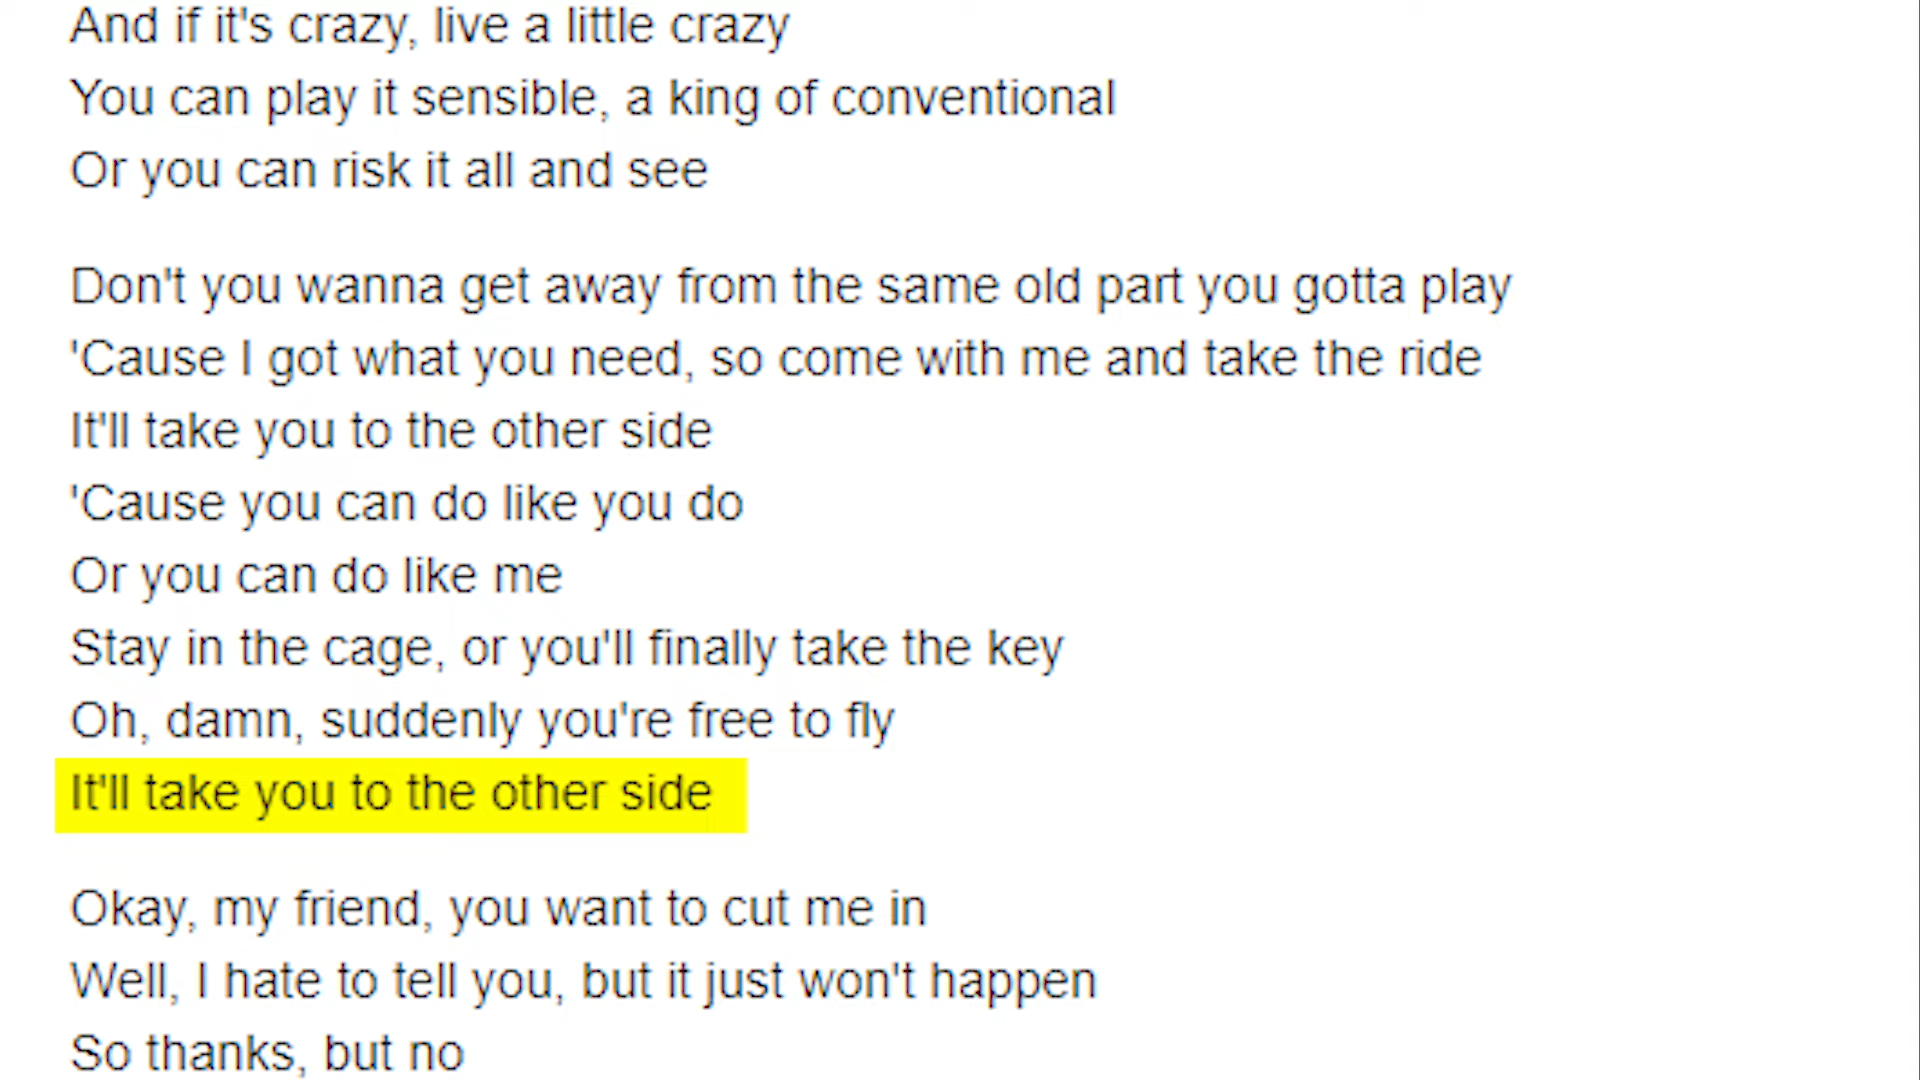 And if it's crazy, live a little crazy
You can play it sensible, a king of conventional
Or you can risk it all and see
Don't you wanna get away from the same old part you gotta play
'Cause I got what you need, so come with me and take the ride
It'll take you to the other side
'Cause you can do like you do
Or you can do like me
Stay in the cage, or you'll finally take the key
Oh, damn, suddenly you're free to fly
It'll take you to the other side
Okay, my friend, you want to cut me in
Well, I hate to tell you, but it just won't happen
So thanks, but no